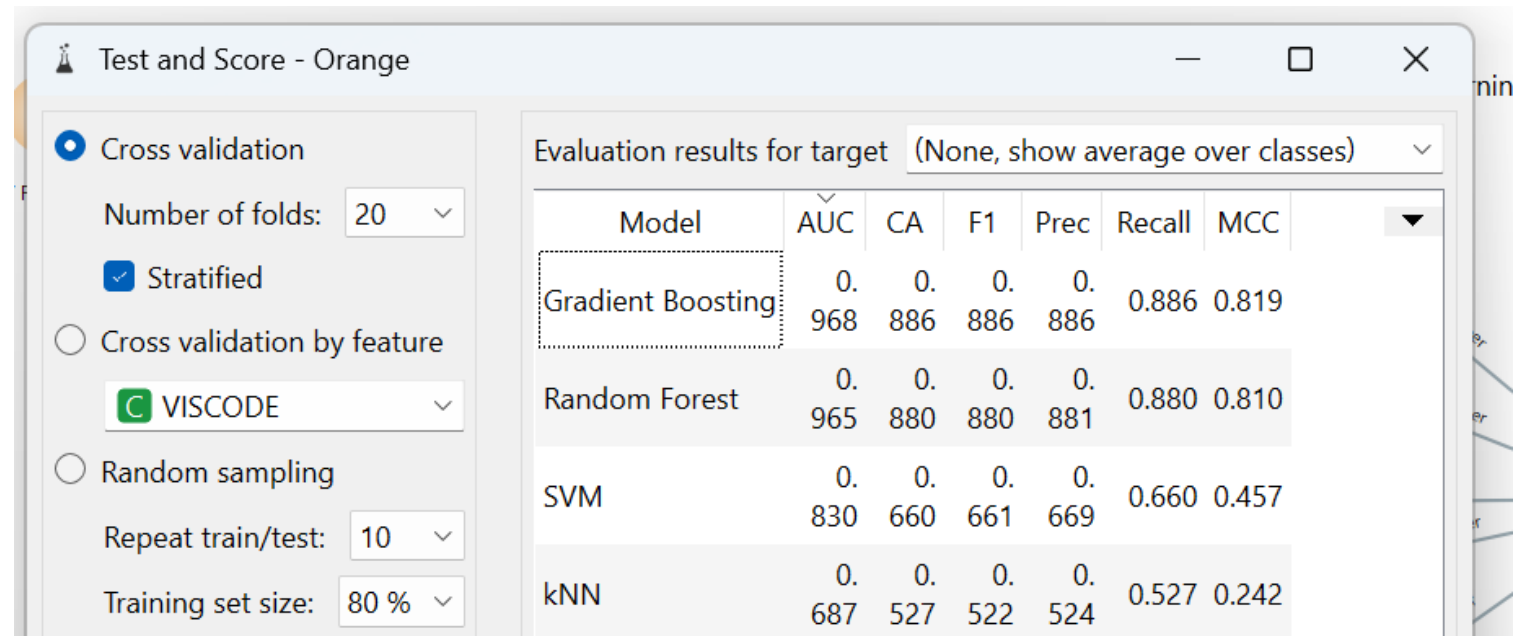 Test and Score - Orange
Cross validation
Number of folds: 20
Stratified
Cross validation by feature
C VISCODE
Random sampling
Repeat train/test: 10
Training set size: 80 %
Evaluation results for target (None, show average over classes)
Model AUC CA F1 Prec Recall MCC
Gradient Boosting 0.968 0.886 0.886 0.886 0.886 0.819
Random Forest 0.965 0.880 0.880 0.881 0.880 0.810
SVM 0.830 0.660 0.661 0.669 0.660 0.457
kNN 0.687 0.527 0.522 0.524 0.527 0.242